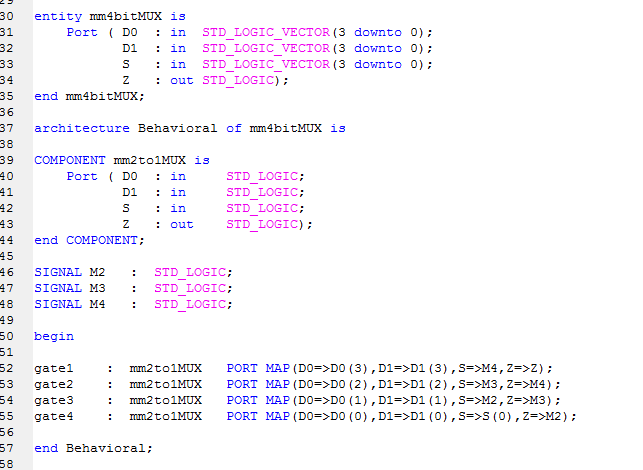 29
30 entity mm4bitMUX is
31 Port ( D0 : in STD_LOGIC_VECTOR(3 downto 0);
32 D1 : in STD_LOGIC_VECTOR(3 downto 0);
33 S : in STD_LOGIC_VECTOR(3 downto 0);
34 Z : out STD_LOGIC);
35 end mm4bitMUX;
36
37 architecture Behavioral of mm4bitMUX is
38
39 COMPONENT mm2to1MUX is
40 Port ( D0 : in STD_LOGIC;
41 D1 : in STD_LOGIC;
42 S : in STD_LOGIC;
43 Z : out STD_LOGIC);
44 end COMPONENT;
45
46 SIGNAL M2 : STD_LOGIC;
47 SIGNAL M3 : STD_LOGIC;
48 SIGNAL M4 : STD_LOGIC;
49
50 begin
51
52 gate1 : mm2to1MUX PORT MAP(D0=>D0(3),D1=>D1(3),S=>M4,Z=>Z);
53 gate2 : mm2to1MUX PORT MAP(D0=>D0(2),D1=>D1(2),S=>M3,Z=>M4);
54 gate3 : mm2to1MUX PORT MAP(D0=>D0(1),D1=>D1(1),S=>M2,Z=>M3);
55 gate4 : mm2to1MUX PORT MAP(D0=>D0(0),D1=>D1(0),S=>S(0),Z=>M2);
56
57 end Behavioral;
58